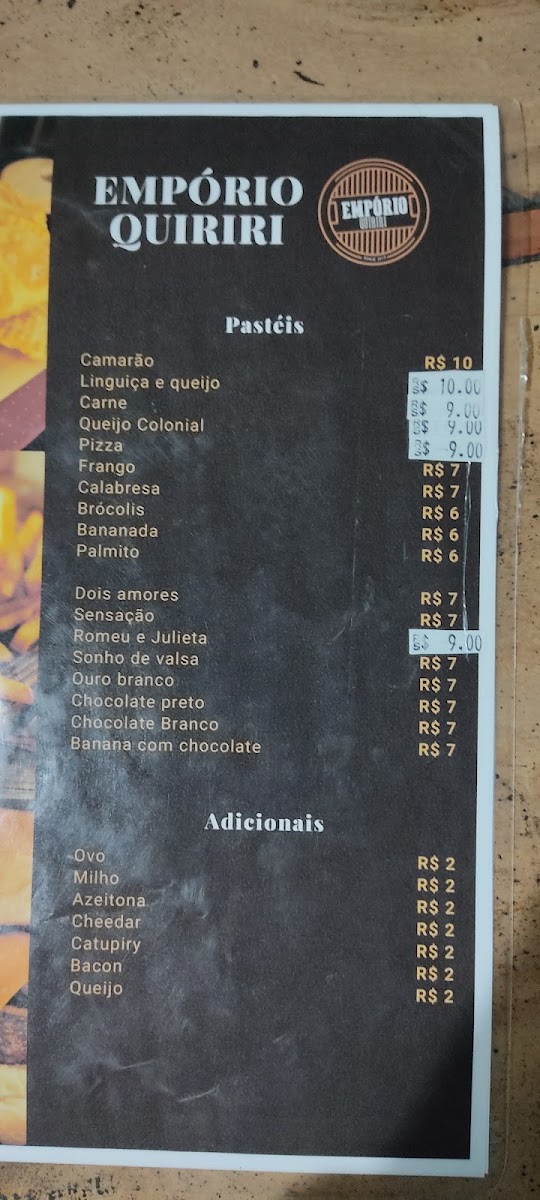 EMPÓRIO
QUIRIRI
EMPÓRIO
QUIRIRI
Pastéis
Camarão R$ 10
Linguiça e queijo R$ 10.00
Carne R$ 9.00
Queijo Colonial R$ 9.00
Pizza R$ 9.00
Frango R$ 7
Calabresa R$ 7
Brócolis R$ 6
Bananada R$ 6
Palmito R$ 6
Dois amores R$ 7
Sensação R$ 7
Romeu e Julieta R$ 9.00
Sonho de valsa R$ 7
Ouro branco R$ 7
Chocolate preto R$ 7
Chocolate Branco R$ 7
Banana com chocolate R$ 7
Adicionais
Ovo R$ 2
Milho R$ 2
Azeitona R$ 2
Cheedar R$ 2
Catupiry R$ 2
Bacon R$ 2
Queijo R$ 2